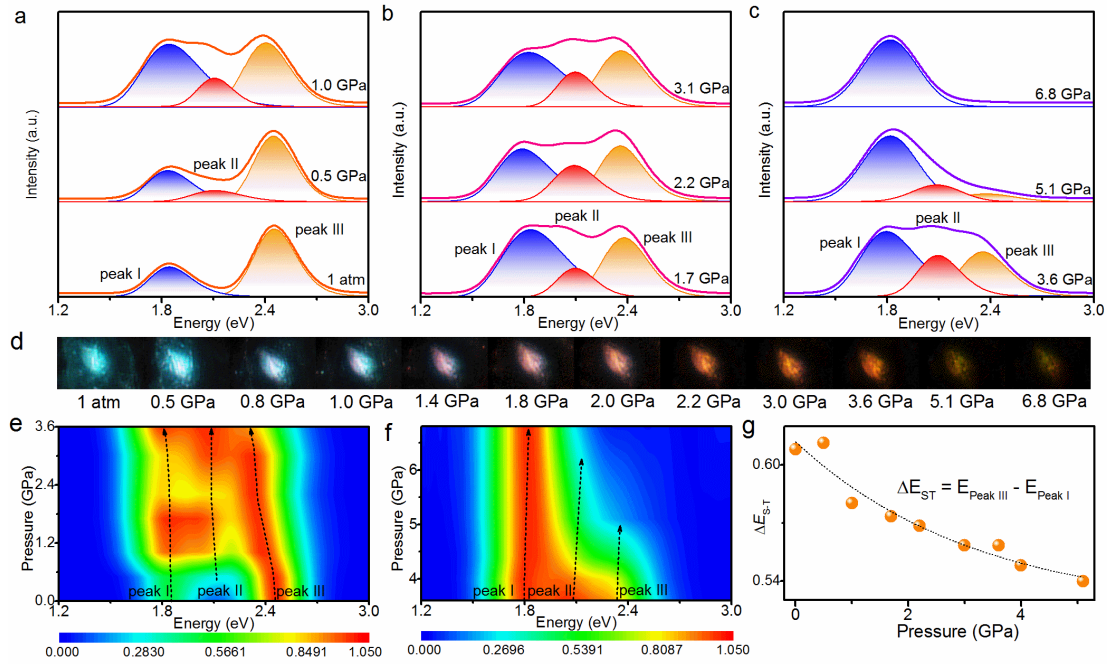 a
b
c
Intensity (a.u.)
1.0 GPa
peak II
0.5 GPa
peak III
peak I
1 atm
1.2 1.8 2.4 3.0
Energy (eV)
Intensity (a.u.)
3.1 GPa
2.2 GPa
peak II
peak I
peak III
1.7 GPa
1.2 1.8 2.4 3.0
Energy (eV)
Intensity (a.u.)
6.8 GPa
5.1 GPa
peak II
peak I
peak III
3.6 GPa
1.2 1.8 2.4 3.0
Energy (eV)
d
1 atm 0.5 GPa 0.8 GPa 1.0 GPa 1.4 GPa 1.8 GPa 2.0 GPa 2.2 GPa 3.0 GPa 3.6 GPa 5.1 GPa 6.8 GPa
e
Pressure (GPa)
3.6
2.4
1.2
0.0
peak I peak II peak III
1.2 1.8 2.4 3.0
Energy (eV)
0.000 0.2830 0.5661 0.8491 1.050
f
Pressure (GPa)
6
5
4
peak I peak II peak III
1.2 1.8 2.4 3.0
Energy (eV)
0.000 0.2696 0.5391 0.8087 1.050
g
ΔE_S-T
0.60
0.54
ΔE_ST = E_Peak III - E_Peak I
0 2 4
Pressure (GPa)